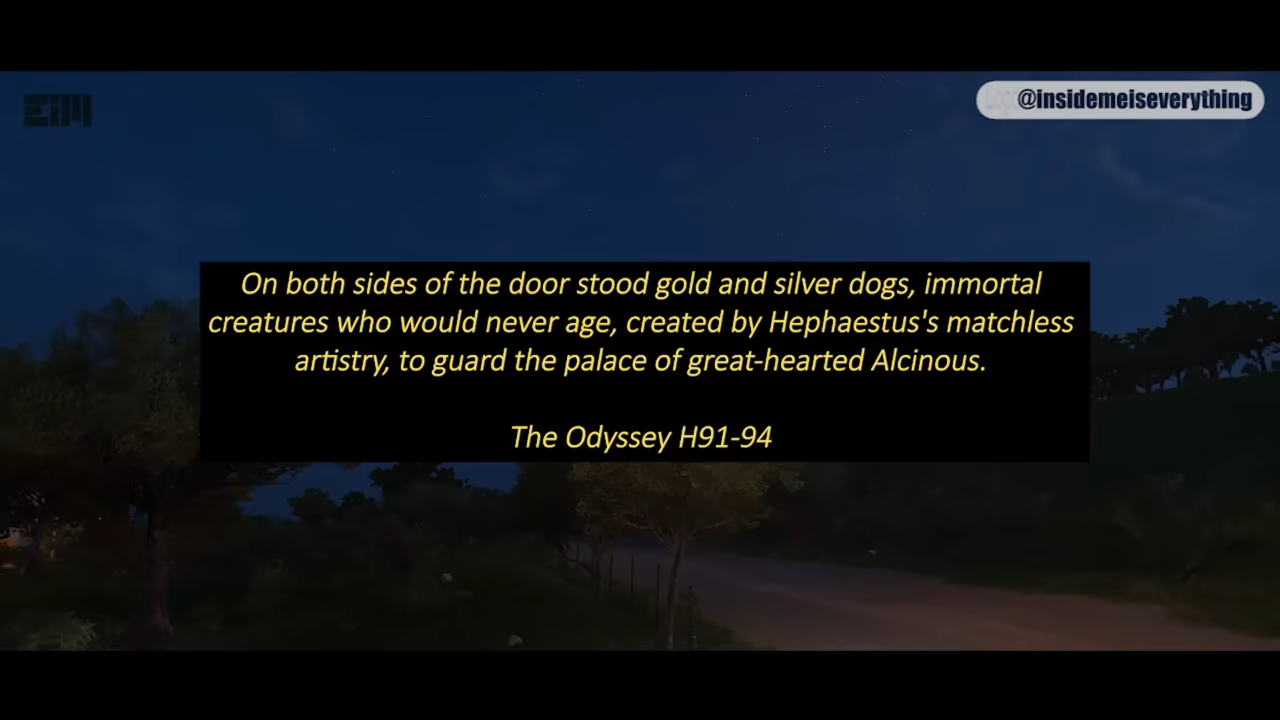 EiM
@insidemeiseverything
On both sides of the door stood gold and silver dogs, immortal
creatures who would never age, created by Hephaestus's matchless
artistry, to guard the palace of great-hearted Alcinous.
The Odyssey H91-94